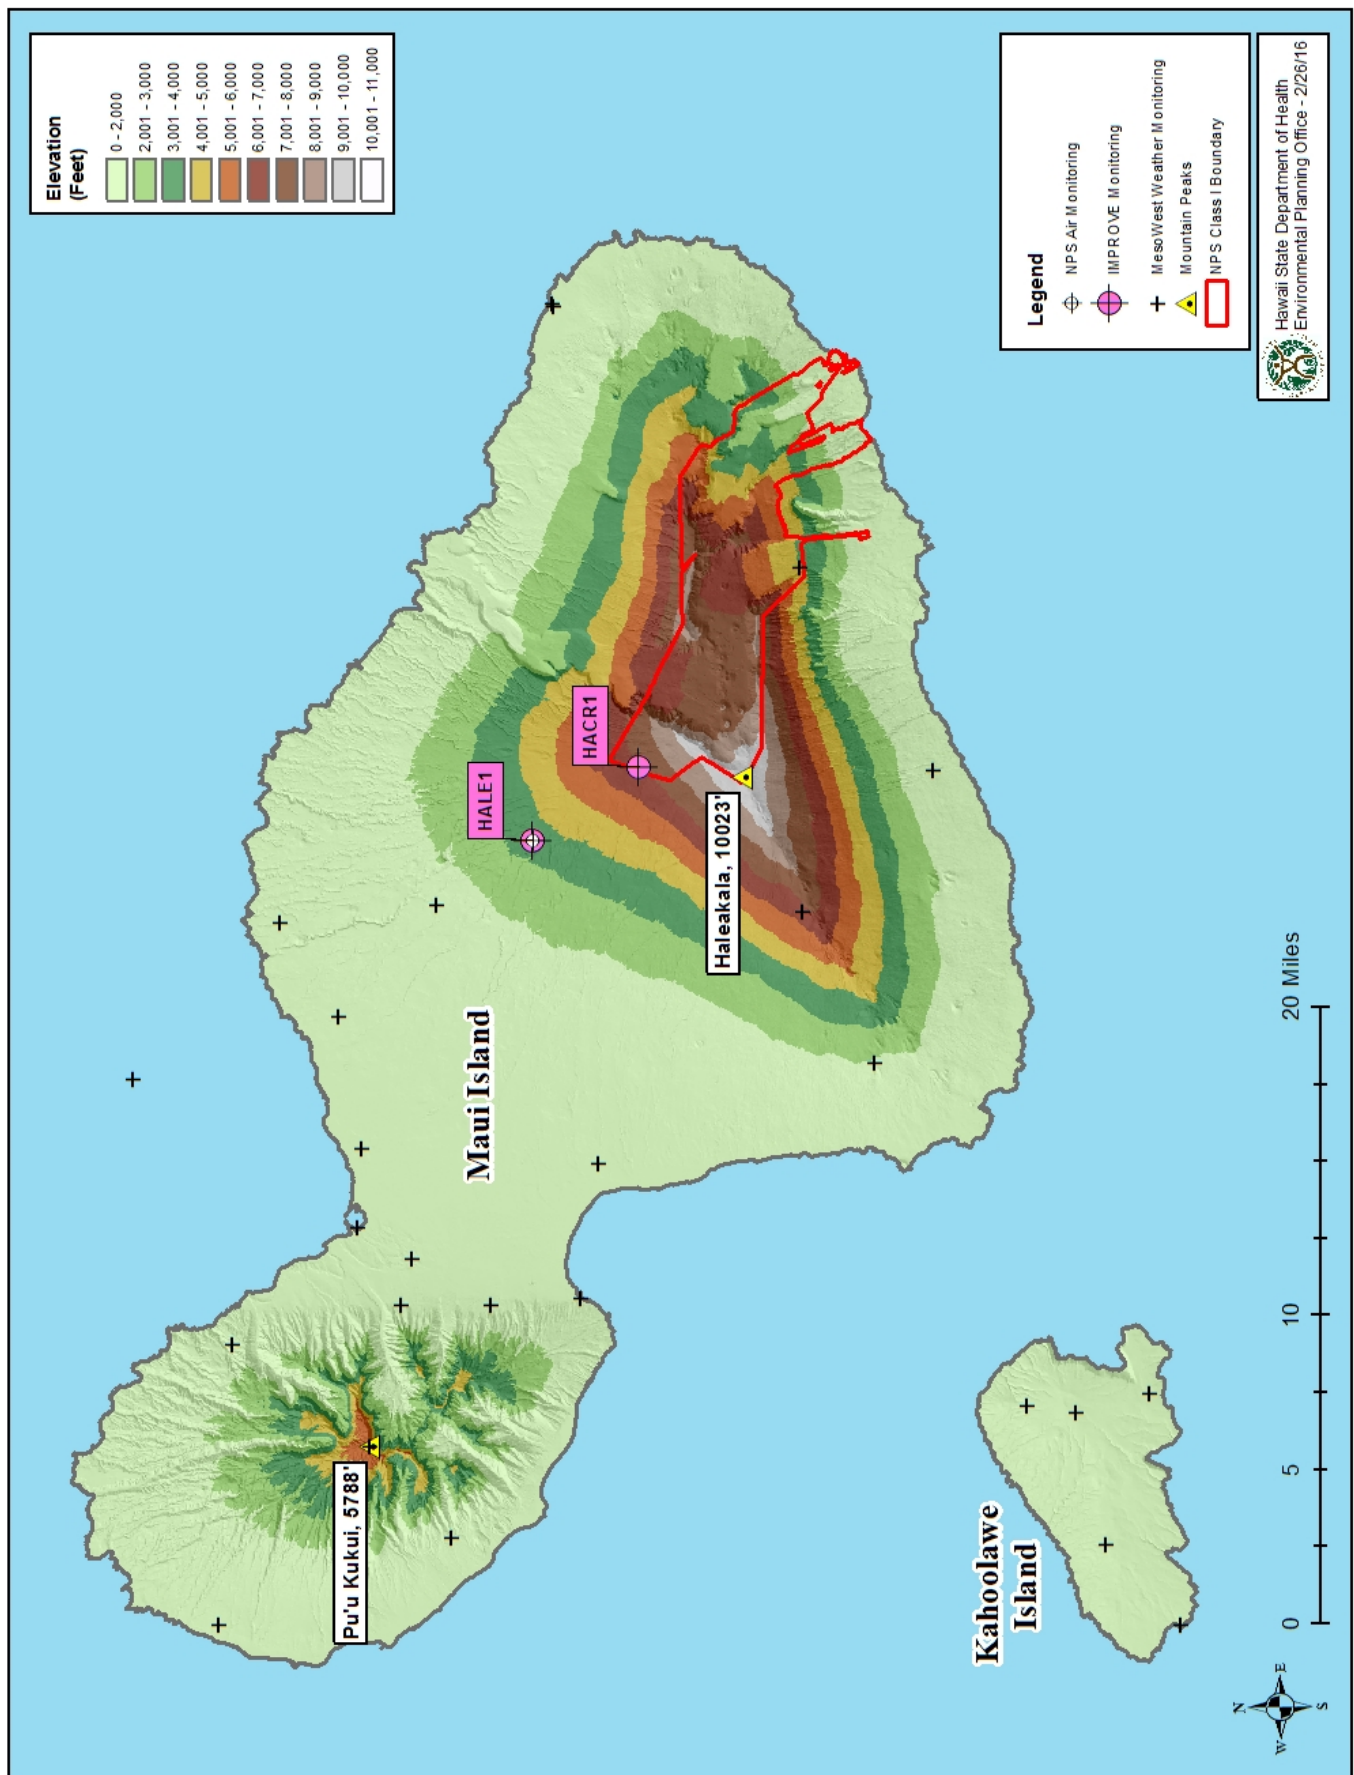 Elevation
(Feet)
0 - 2,000
2,001 - 3,000
3,001 - 4,000
4,001 - 5,000
5,001 - 6,000
6,001 - 7,000
7,001 - 8,000
8,001 - 9,000
9,001 - 10,000
10,001 - 11,000
Pu'u Kukui, 5788'
Maui Island
HALE1
HACR1
Haleakala, 10023'
Kahoolawe
Island
Legend
NPS Air Monitoring
IMPROVE Monitoring
MesoWest Weather Monitoring
Mountain Peaks
NPS Class I Boundary
N
W
E
S
0
5
10
20 Miles
Hawaii State Department of Health
Environmental Planning Office - 2/26/16